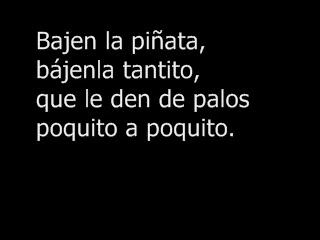 Bajen la piñata,
bájenla tantito,
que le den de palos
poquito a poquito.